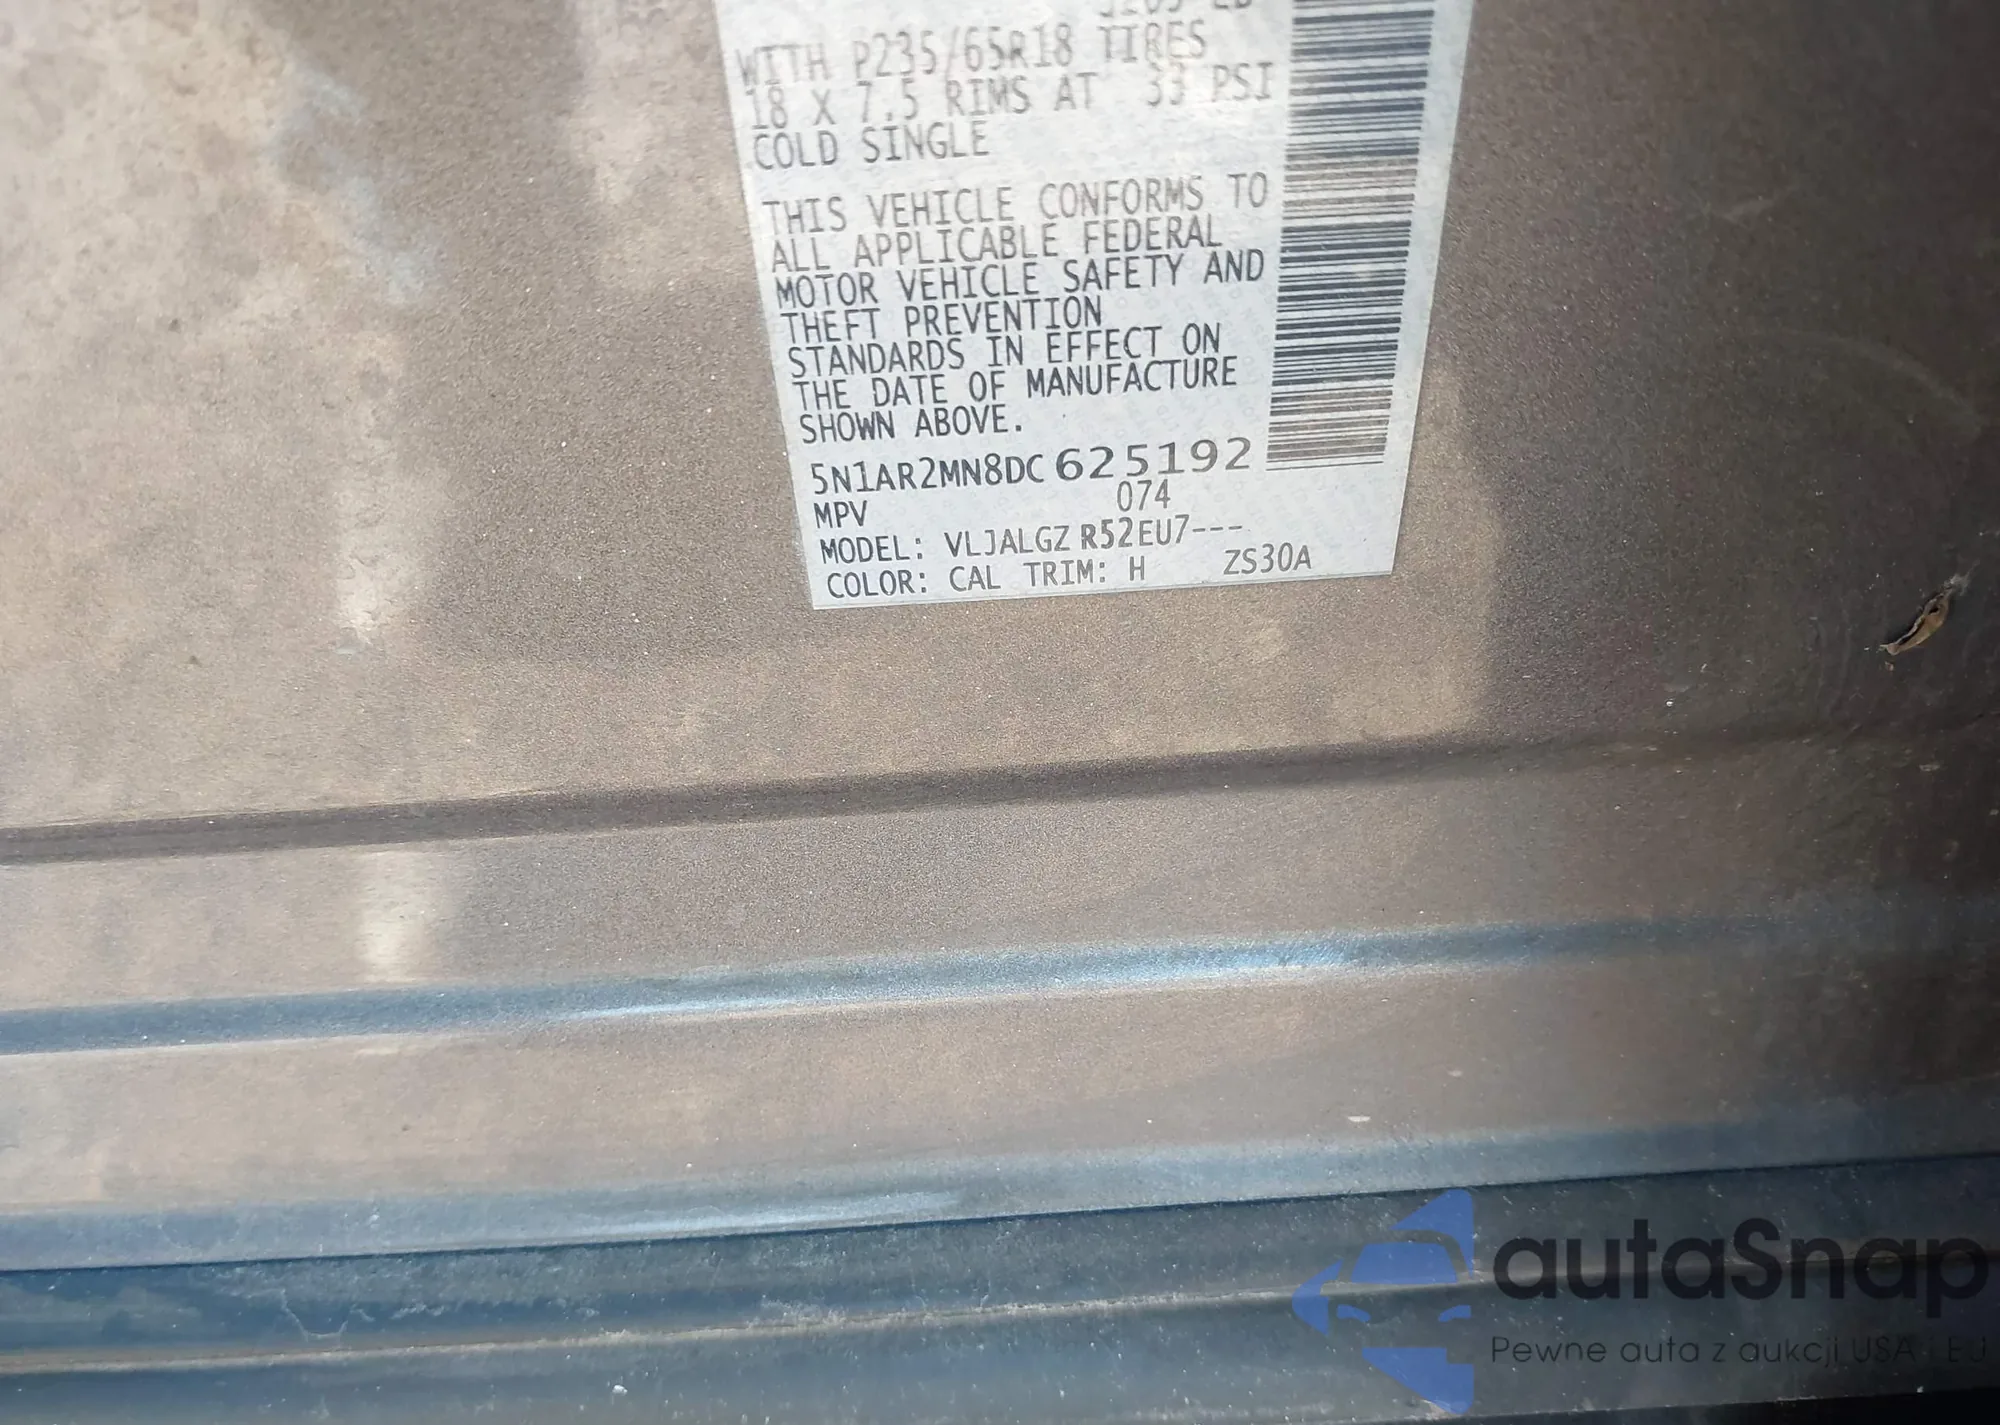 WITH P235/65R18 TIRES
18 X 7.5 RIMS AT 33 PSI
COLD SINGLE
THIS VEHICLE CONFORMS TO
ALL APPLICABLE FEDERAL
MOTOR VEHICLE SAFETY AND
THEFT PREVENTION
STANDARDS IN EFFECT ON
THE DATE OF MANUFACTURE
SHOWN ABOVE.
5N1AR2MN8DC 625192
MPV 074
MODEL: VLJALGZ R52EU7---
COLOR: CAL TRIM: H ZS30A
autaSnap
Pewne auta z aukcji USA i EU